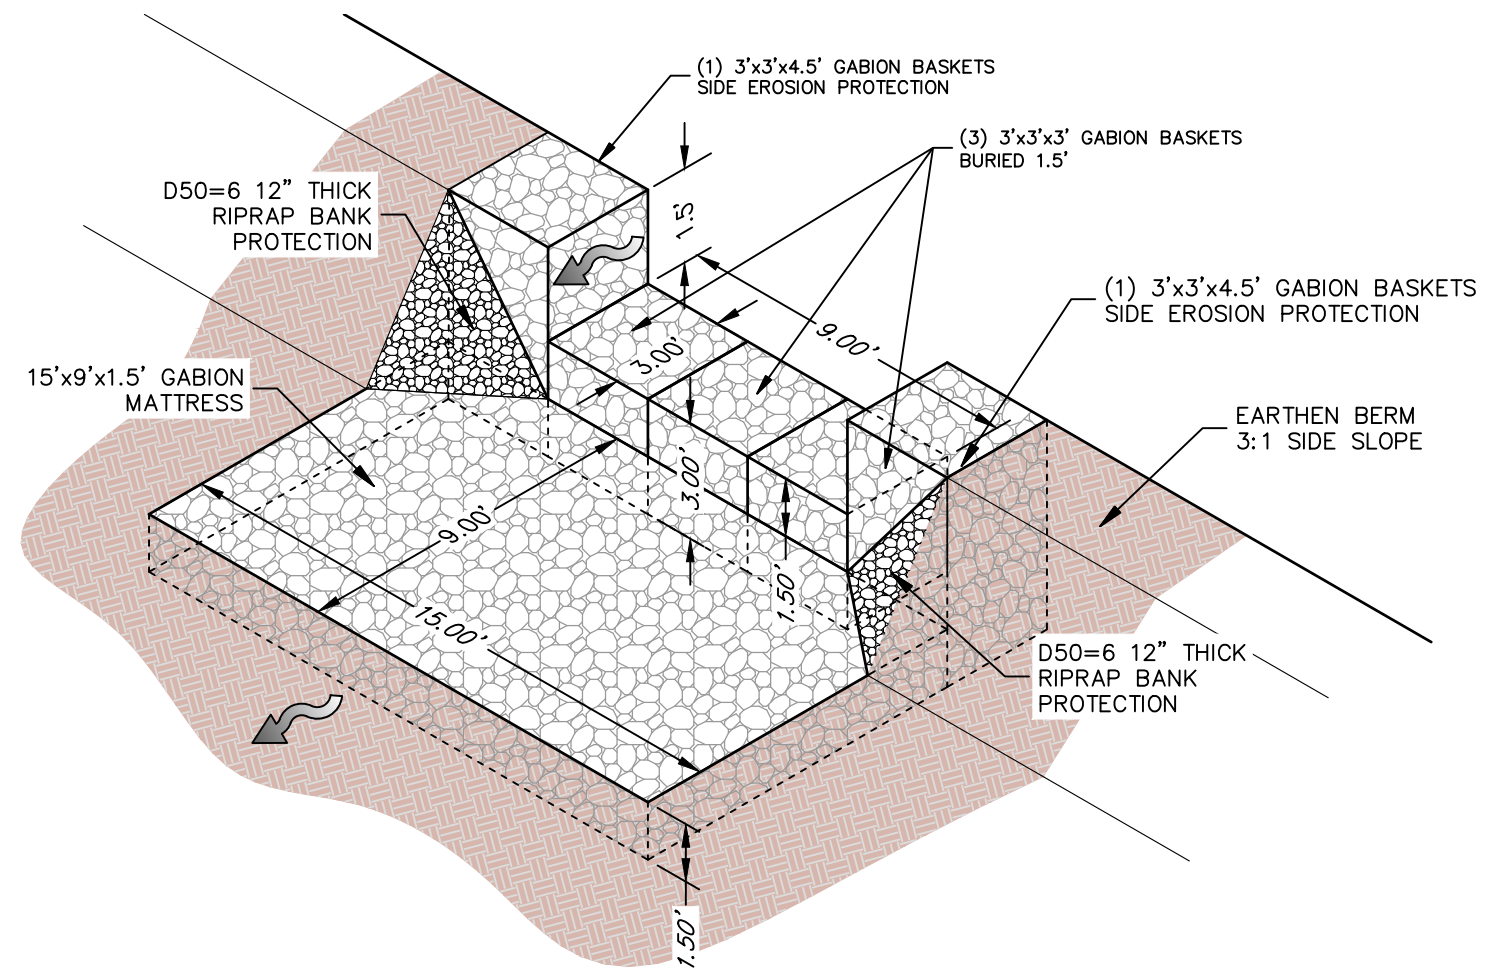 (1) 3'x3'x4.5' GABION BASKETS
SIDE EROSION PROTECTION
(3) 3'x3'x3' GABION BASKETS
BURIED 1.5'
D50=6 12" THICK
RIPRAP BANK
PROTECTION
1.5'
(1) 3'x3'x4.5' GABION BASKETS
SIDE EROSION PROTECTION
9.00'
3.00'
15'x9'x1.5' GABION
MATTRESS
EARTHEN BERM
3:1 SIDE SLOPE
3.00'
9.00'
1.50'
15.00'
D50=6 12" THICK
RIPRAP BANK
PROTECTION
1.50'